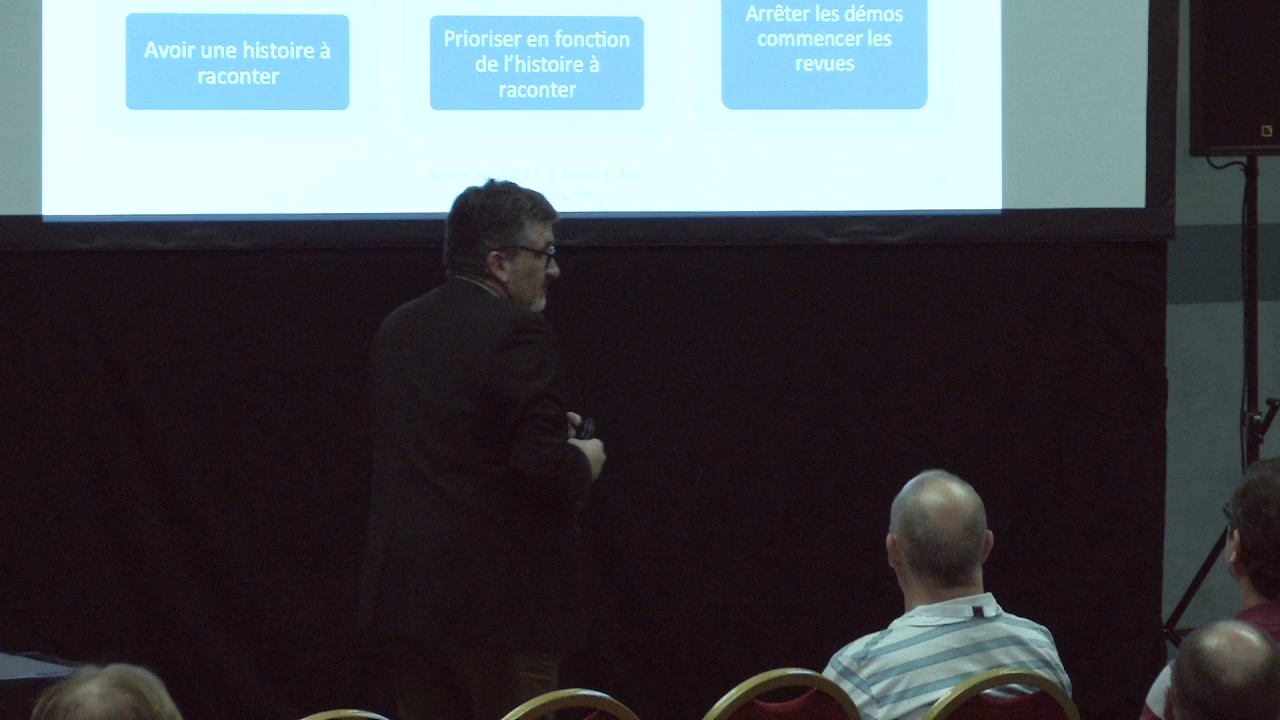 Avoir une histoire à
raconter
Prioriser en fonction
de l'histoire à
raconter
Arrêter les démos
commencer les
revues